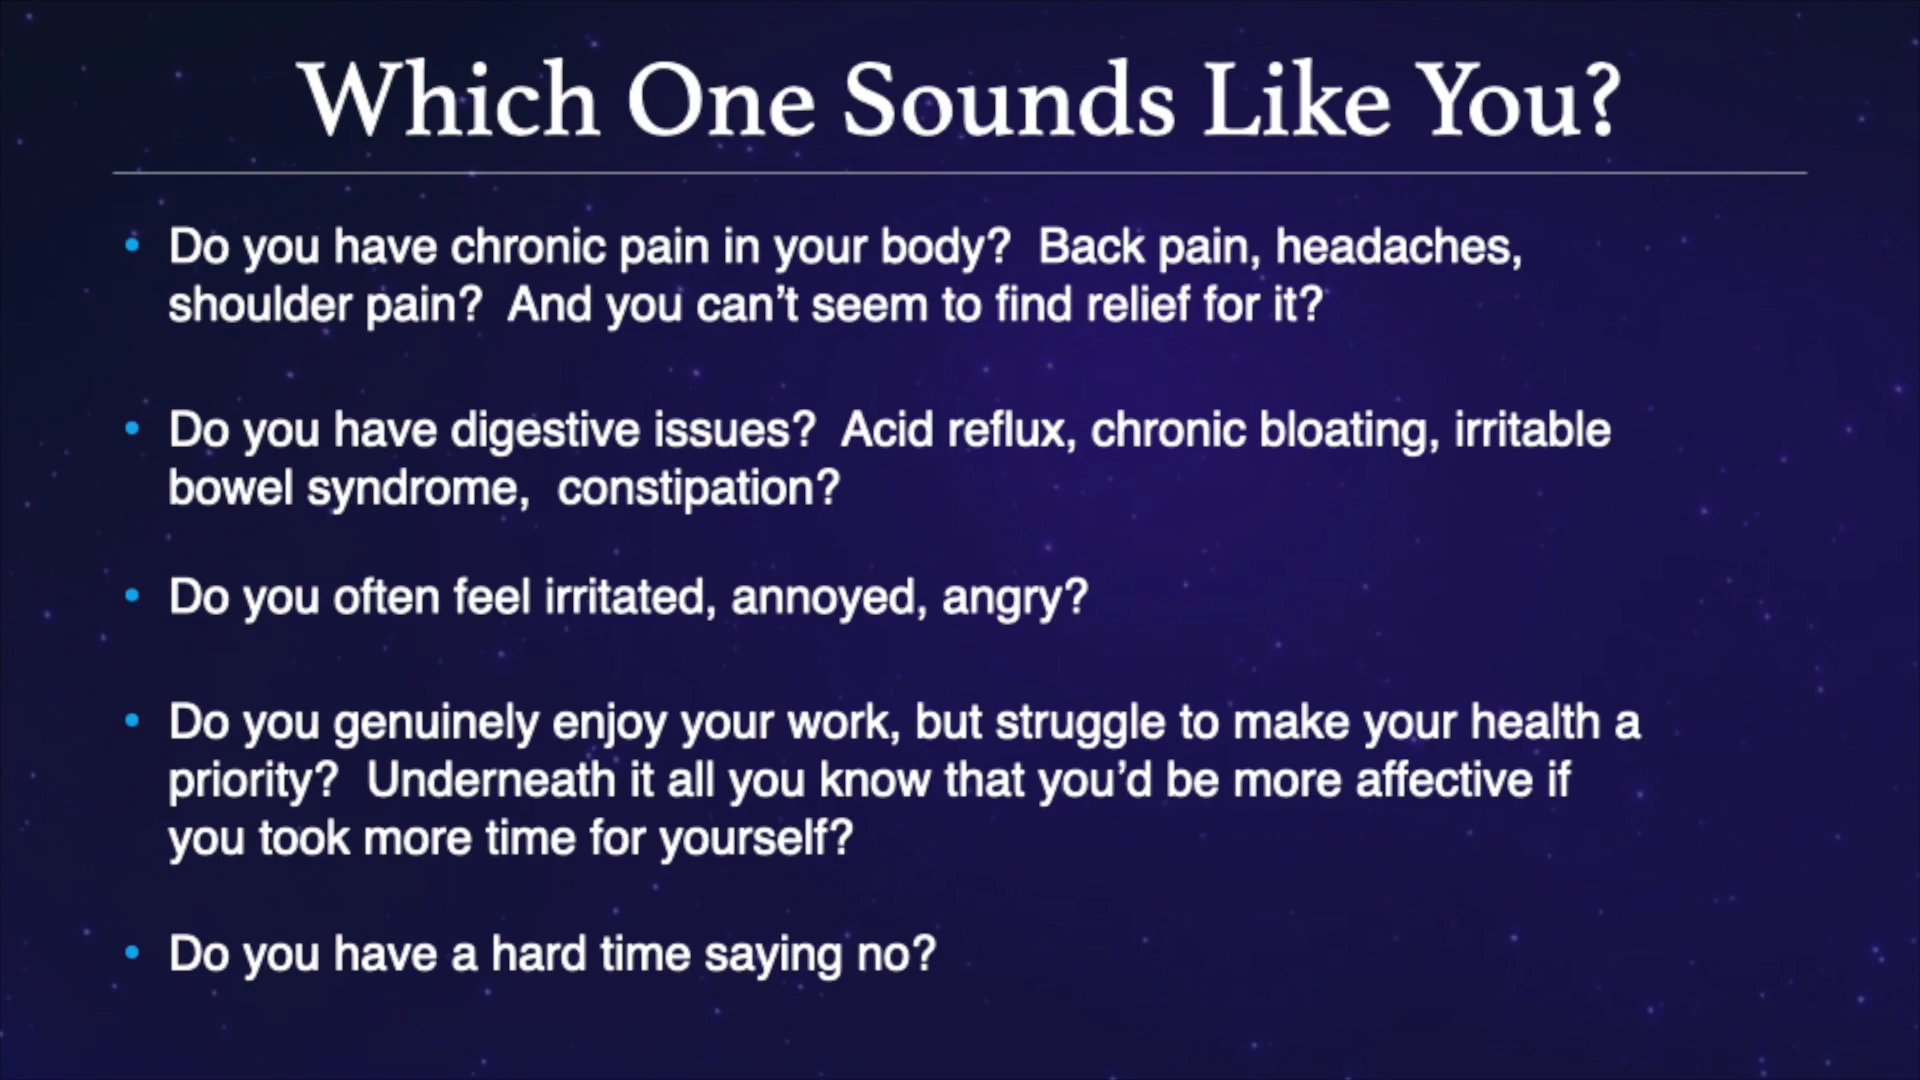 Which One Sounds Like You?
• Do you have chronic pain in your body?  Back pain, headaches,
shoulder pain?  And you can’t seem to find relief for it?
• Do you have digestive issues?  Acid reflux, chronic bloating, irritable
bowel syndrome,  constipation?
• Do you often feel irritated, annoyed, angry?
• Do you genuinely enjoy your work, but struggle to make your health a
priority?  Underneath it all you know that you’d be more affective if
you took more time for yourself?
• Do you have a hard time saying no?